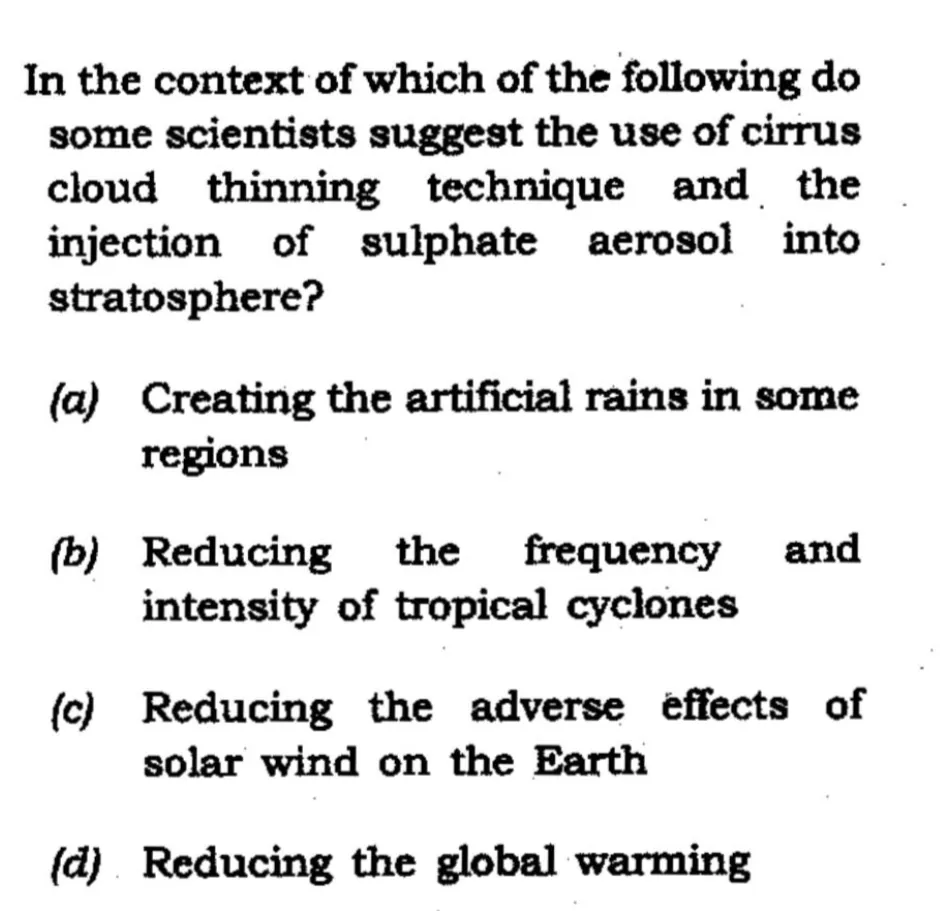 In the context of which of the following do
some scientists suggest the use of cirrus
cloud thinning technique and the
injection of sulphate aerosol into
stratosphere?
(a) Creating the artificial rains in some
regions
(b) Reducing the frequency and
intensity of tropical cyclones
(c) Reducing the adverse effects of
solar wind on the Earth
(d) Reducing the global warming